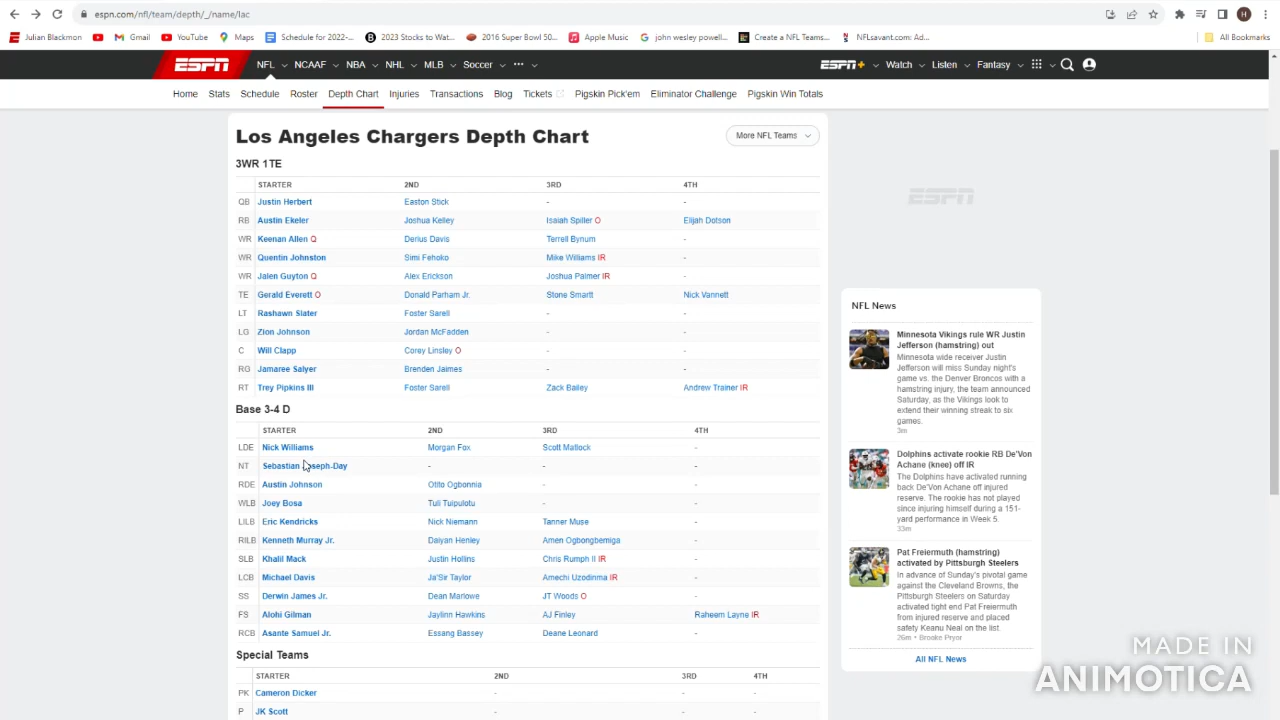 espn.com/nfl/team/depth/_/name/lac
H
Julian Blackmon Gmail YouTube Maps Schedule for 2022-... 2023 Stocks to Wat... 2016 Super Bowl 50... Apple Music john wesley powell... Create a NFL Teams... NFLsavant.com: Ad... All Bookmarks
ESPN NFL NCAAF NBA NHL MLB Soccer ••• ESPN+ Watch Listen Fantasy
Home Stats Schedule Roster Depth Chart Injuries Transactions Blog Tickets Pigskin Pick'em Eliminator Challenge Pigskin Win Totals
Los Angeles Chargers Depth Chart More NFL Teams
3WR 1TE
STARTER 2ND 3RD 4TH
QB Justin Herbert Easton Stick - -
RB Austin Ekeler Joshua Kelley Isaiah Spiller O Elijah Dotson
WR Keenan Allen Q Derius Davis Terrell Bynum -
WR Quentin Johnston Simi Fehoko Mike Williams IR -
WR Jalen Guyton Q Alex Erickson Joshua Palmer IR -
TE Gerald Everett O Donald Parham Jr. Stone Smartt Nick Vannett
LT Rashawn Slater Foster Sarell - -
LG Zion Johnson Jordan McFadden - -
C Will Clapp Corey Linsley O - -
RG Jamaree Salyer Brenden Jaimes - -
RT Trey Pipkins III Foster Sarell Zack Bailey Andrew Trainer IR
Base 3-4 D
STARTER 2ND 3RD 4TH
LDE Nick Williams Morgan Fox Scott Matlock -
NT Sebastian Joseph-Day - - -
RDE Austin Johnson Otito Ogbonnia - -
WLB Joey Bosa Tuli Tuipulotu - -
LILB Eric Kendricks Nick Niemann Tanner Muse -
RILB Kenneth Murray Jr. Daiyan Henley Amen Ogbongbemiga -
SLB Khalil Mack Justin Hollins Chris Rumph II IR -
LCB Michael Davis Ja'Sir Taylor Amechi Uzodinma IR -
SS Derwin James Jr. Dean Marlowe JT Woods O -
FS Alohi Gilman Jaylinn Hawkins AJ Finley Raheem Layne IR
RCB Asante Samuel Jr. Essang Bassey Deane Leonard -
Special Teams
STARTER 2ND 3RD 4TH
PK Cameron Dicker - - -
P JK Scott - - -
ESPN
NFL News
Minnesota Vikings rule WR Justin
Jefferson (hamstring) out
Minnesota wide receiver Justin
Jefferson will miss Sunday night's
game vs. the Denver Broncos with a
hamstring injury, the team announced
Saturday, as the Vikings look to
extend their winning streak to six
games.
3m
Dolphins activate rookie RB De'Von
Achane (knee) off IR
The Dolphins have activated running
back De'Von Achane off injured
reserve. The rookie has not played
since injuring himself during a 151-
yard performance in Week 5.
33m
Pat Freiermuth (hamstring)
activated by Pittsburgh Steelers
In advance of Sunday's pivotal game
against the Cleveland Browns, the
Pittsburgh Steelers on Saturday
activated tight end Pat Freiermuth
from injured reserve and placed
safety Keanu Neal on the list.
26m • Brooke Pryor
All NFL News
MADE IN
ANIMOTICA